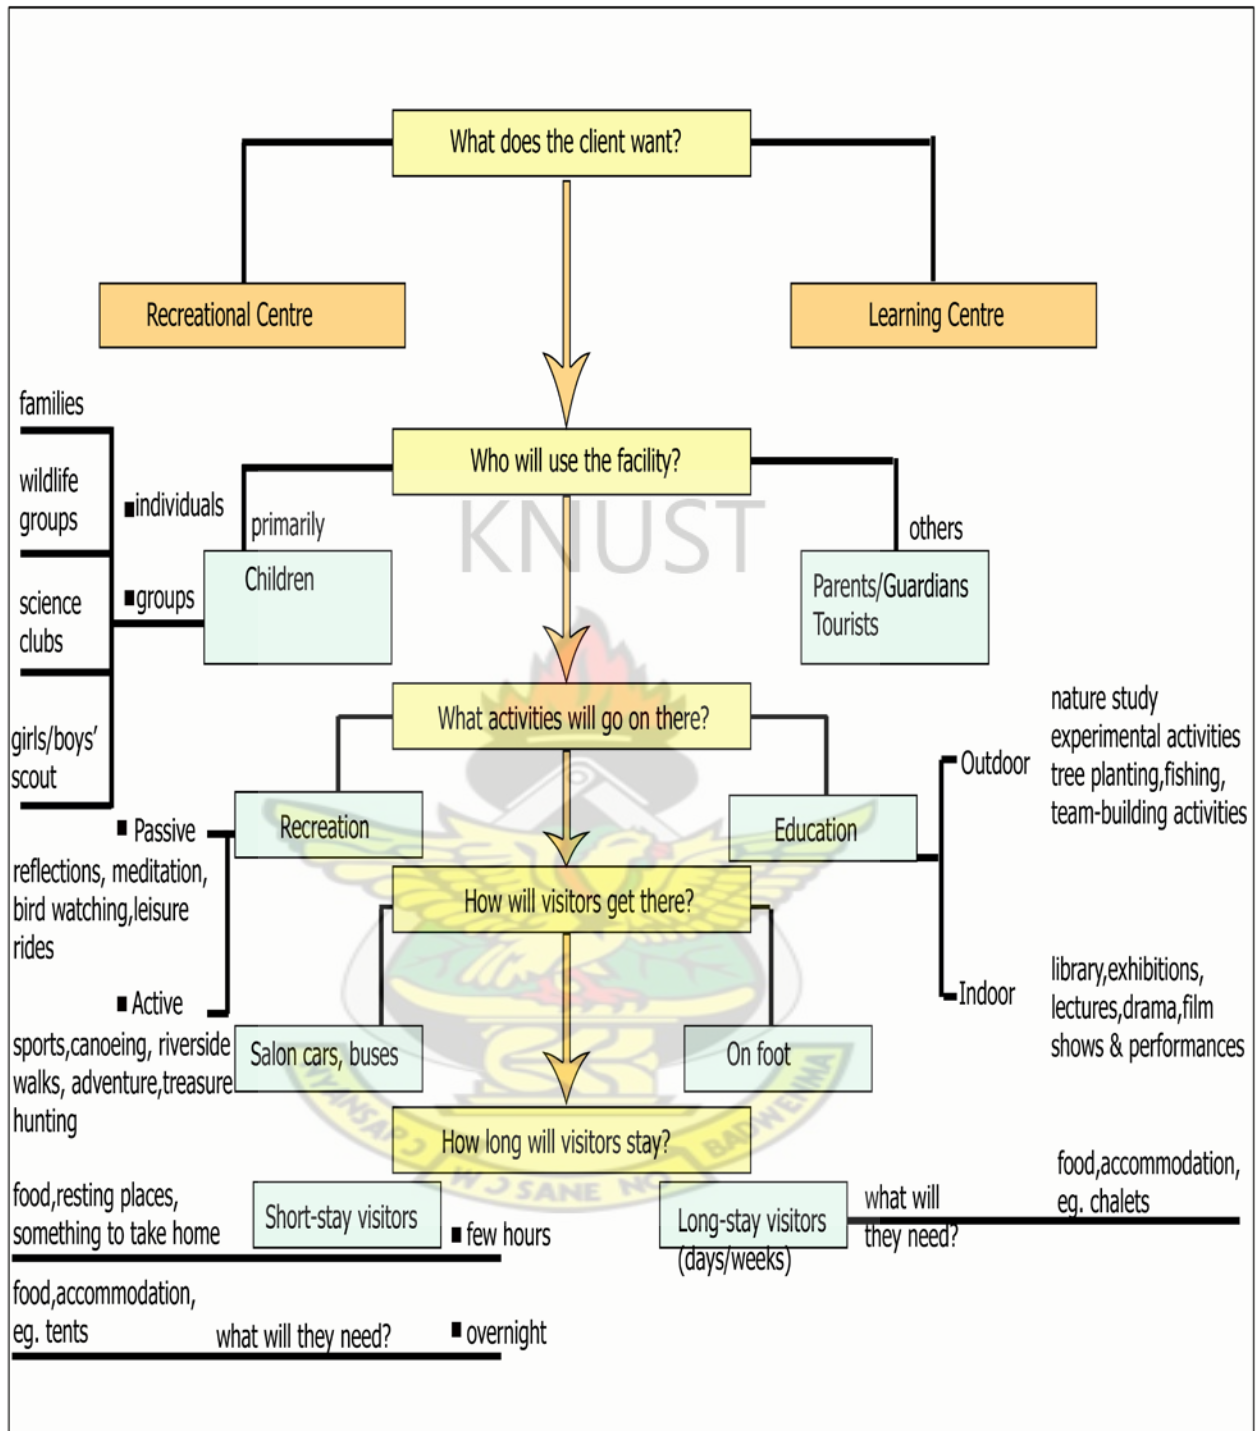 What does the client want?
Recreational Centre
Learning Centre
families
Who will use the facility?
wildlife
groups
■individuals
primarily
KNUST
others
Children
Parents/Guardians
Tourists
science
clubs
■groups
What activities will go on there?
girls/boys’
scout
nature study
experimental activities
tree planting,fishing,
team-building activities
Outdoor
■ Passive
Recreation
Education
reflections, meditation,
bird watching,leisure
rides
How will visitors get there?
■ Active
Indoor
library,exhibitions,
lectures,drama,film
shows & performances
sports,canoeing, riverside
walks, adventure,treasure
hunting
Salon cars, buses
On foot
NYANSAPƆ
WƆSANE NO
BADWENMA
How long will visitors stay?
food,resting places,
something to take home
Short-stay visitors
■ few hours
Long-stay visitors
(days/weeks)
what will
they need?
food,accommodation,
eg. chalets
food,accommodation,
eg. tents
what will they need?
■ overnight